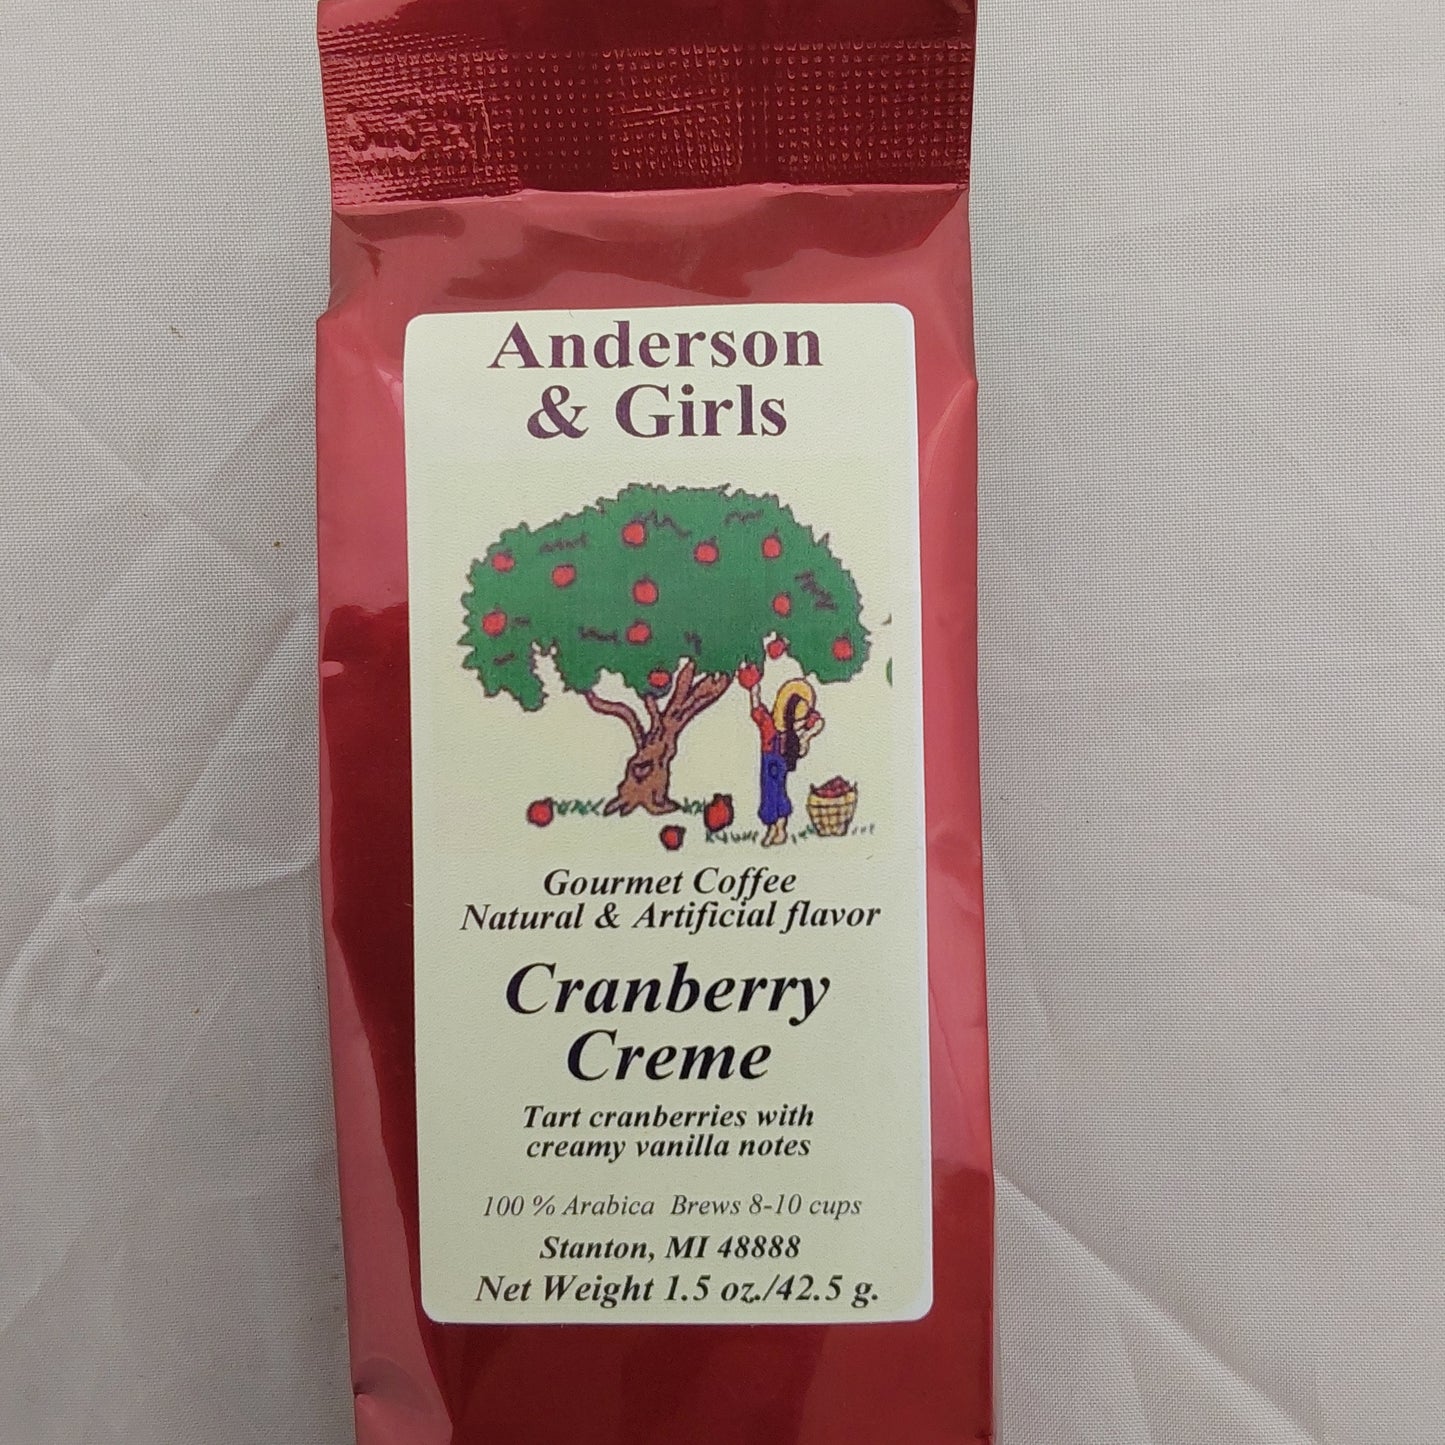 Anderson
& Girls
Gourmet Coffee
Natural & Artificial flavor
Cranberry
Creme
Tart cranberries with
creamy vanilla notes
100 % Arabica Brews 8-10 cups
Stanton, MI 48888
Net Weight 1.5 oz./42.5 g.